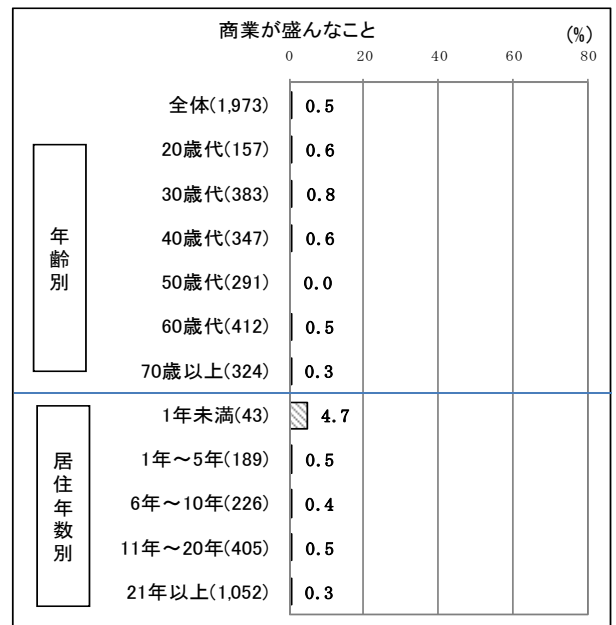 商業が盛んなこと
(%)
0 20 40 60 80
全体(1,973) 0.5
年齢別
20歳代(157) 0.6
30歳代(383) 0.8
40歳代(347) 0.6
50歳代(291) 0.0
60歳代(412) 0.5
70歳以上(324) 0.3
居住年数別
1年未満(43) 4.7
1年～5年(189) 0.5
6年～10年(226) 0.4
11年～20年(405) 0.5
21年以上(1,052) 0.3